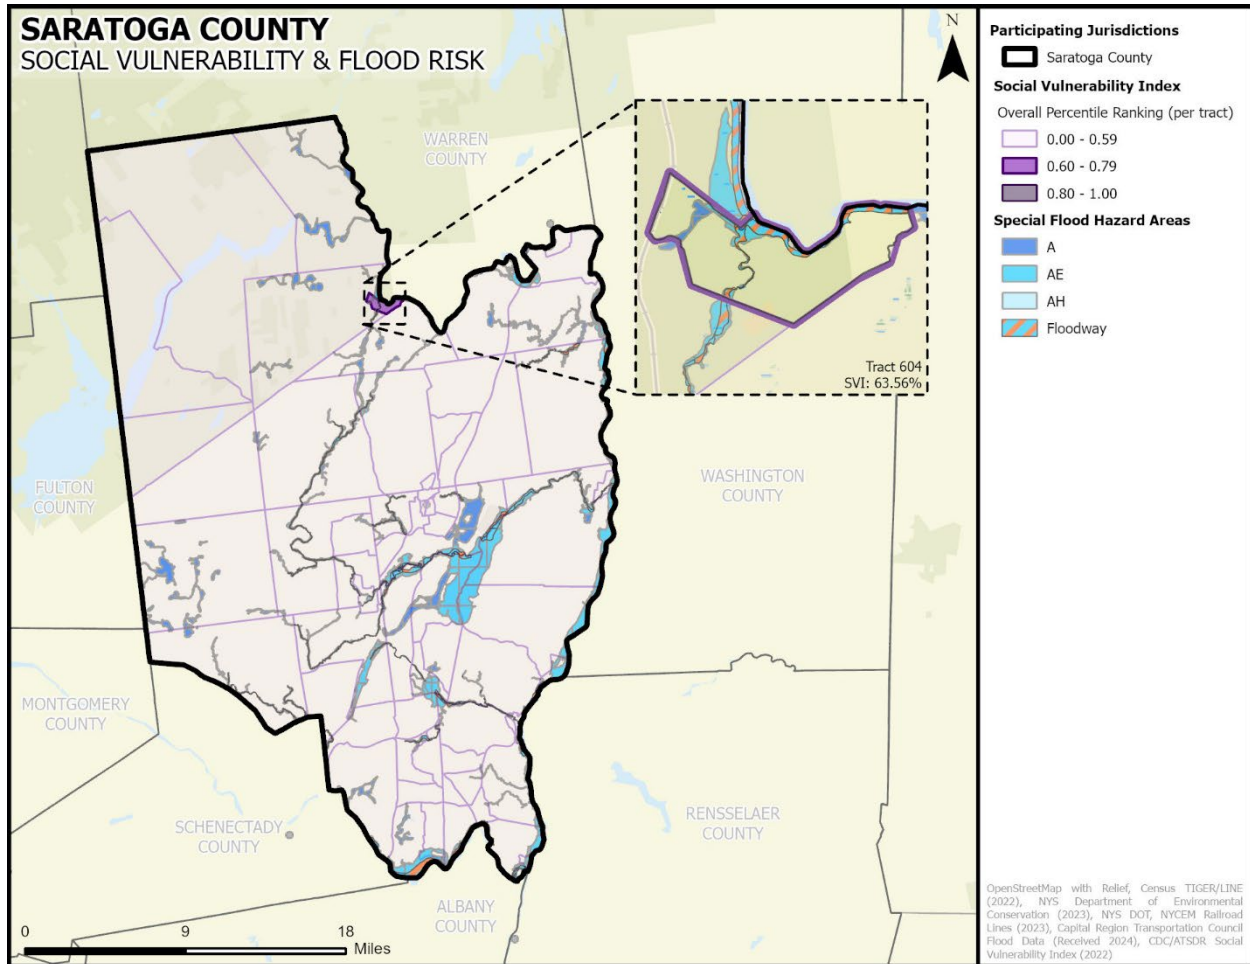 SARATOGA COUNTY
SOCIAL VULNERABILITY & FLOOD RISK
N
WARREN
COUNTY
Tract 604
SVI: 63.56%
FULTON
COUNTY
WASHINGTON
COUNTY
MONTGOMERY
COUNTY
SCHENECTADY
COUNTY
RENSSELAER
COUNTY
ALBANY
COUNTY
0 9 18
Miles
Participating Jurisdictions
Saratoga County
Social Vulnerability Index
Overall Percentile Ranking (per tract)
0.00 - 0.59
0.60 - 0.79
0.80 - 1.00
Special Flood Hazard Areas
A
AE
AH
Floodway
OpenStreetMap with Relief, Census TIGER/LINE
(2022), NYS Department of Environmental
Conservation (2023), NYS DOT, NYCEM Railroad
Lines (2023), Capital Region Transportation Council
Flood Data (Received 2024), CDC/ATSDR Social
Vulnerability Index (2022)